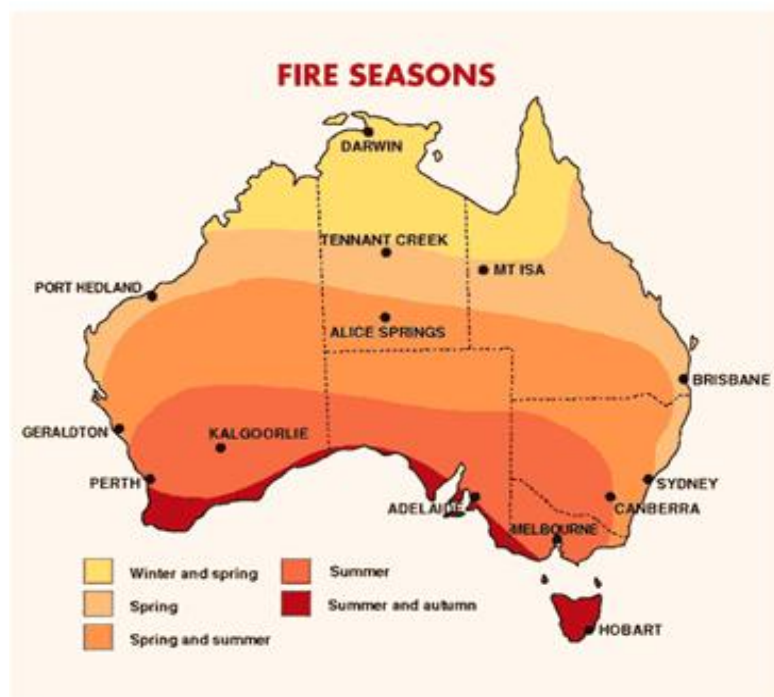 FIRE SEASONS
DARWIN
TENNANT CREEK
MT ISA
PORT HEDLAND
ALICE SPRINGS
BRISBANE
GERALDTON
KALGOORLIE
PERTH
SYDNEY
ADELAIDE
CANBERRA
MELBOURNE
Winter and spring
Summer
Spring
Summer and autumn
Spring and summer
HOBART